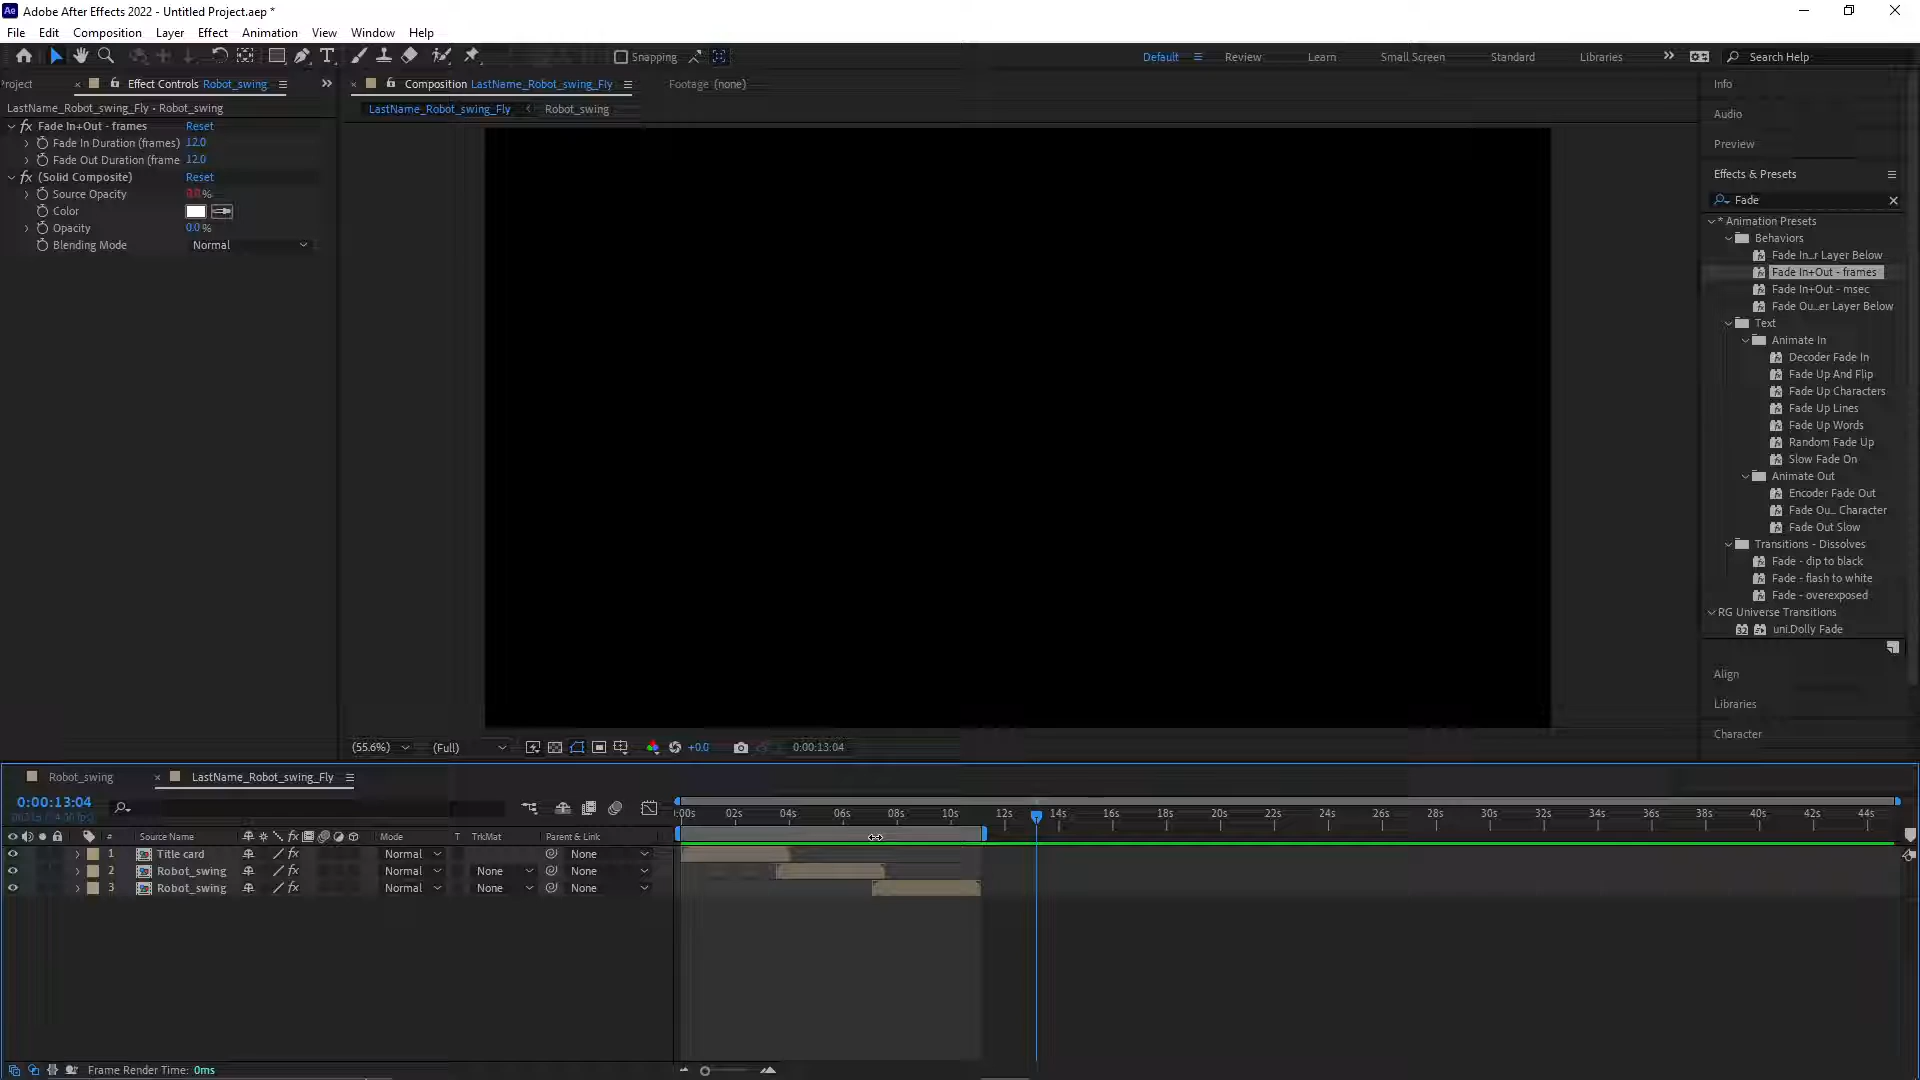 Ae Adobe After Effects 2022 - Untitled Project.aep *
File Edit Composition Layer Effect Animation View Window Help
Snapping
Default Review Learn Small Screen Standard Libraries Search Help
roject Effect Controls Robot_swing
Composition LastName_Robot_swing_Fly Footage (none)
LastName_Robot_swing_Fly - Robot_swing
LastName_Robot_swing_Fly Robot_swing
fx Fade In+Out - frames Reset
Fade In Duration (frames) 12.0
Fade Out Duration (frame 12.0
fx (Solid Composite) Reset
Source Opacity 0.0 %
Color
Opacity 0.0 %
Blending Mode Normal
Info
Audio
Preview
Effects & Presets
Fade
* Animation Presets
Behaviors
Fade In...r Layer Below
Fade In+Out - frames
Fade In+Out - msec
Fade Ou...er Layer Below
Text
Animate In
Decoder Fade In
Fade Up And Flip
Fade Up Characters
Fade Up Lines
Fade Up Words
Random Fade Up
Slow Fade On
Animate Out
Encoder Fade Out
Fade Ou... Character
Fade Out Slow
Transitions - Dissolves
Fade - dip to black
Fade - flash to white
Fade - overexposed
RG Universe Transitions
32 uni.Dolly Fade
Align
Libraries
Character
(55.6%) (Full) +0.0 0:00:13:04
Robot_swing LastName_Robot_swing_Fly
0:00:13:04
:00s 02s 04s 06s 08s 10s 12s 14s 16s 18s 20s 22s 24s 26s 28s 30s 32s 34s 36s 38s 40s 42s 44s
# Source Name fx Mode T TrkMat Parent & Link
1 Title card fx Normal None
2 Robot_swing fx Normal None None
3 Robot_swing fx Normal None None
Frame Render Time: 0ms